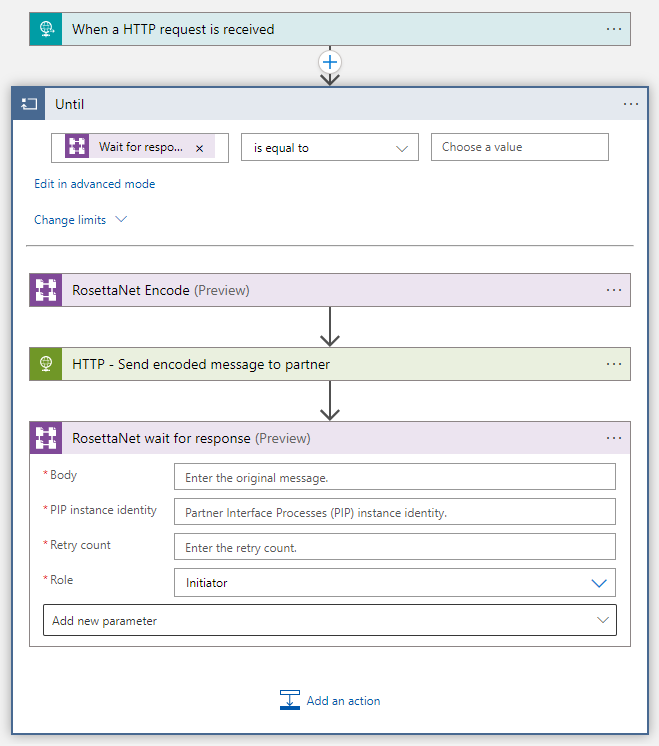 When a HTTP request is received
Until
Wait for respo... × is equal to Choose a value
Edit in advanced mode
Change limits
RosettaNet Encode (Preview)
HTTP - Send encoded message to partner
RosettaNet wait for response (Preview)
* Body Enter the original message.
* PIP instance identity Partner Interface Processes (PIP) instance identity.
* Retry count Enter the retry count.
* Role Initiator
Add new parameter
Add an action